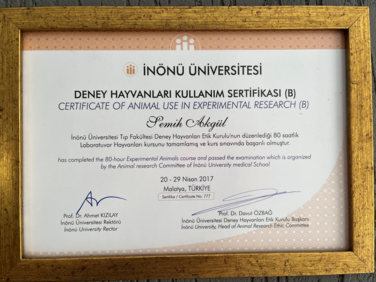 İNÖNÜ ÜNİVERSİTESİ
DENEY HAYVANLARI KULLANIM SERTİFİKASI (B)
CERTIFICATE OF ANIMAL USE IN EXPERIMENTAL RESEARCH (B)
Semih Akgül
İnönü Üniversitesi Tıp Fakültesi Deney Hayvanları Etik Kurulu'nun düzenlediği 80 saatlik
Laboratuvar Hayvanları kursunu tamamlamış ve kurs sınavında başarılı olmuştur.
has completed the 80-hour Experimental Animals course and passed the examination which is organized
by the Animal research Committee of İnönü University medical School
20 - 29 Nisan 2017
Malatya, TÜRKİYE
Sertifika / Certificate No. 777
Prof. Dr. Ahmet KIZILAY
İnönü Üniversitesi Rektörü
İnönü University Rector
Prof. Dr. Davut ÖZBAĞ
İnönü Üniversitesi Deney Hayvanları Etik Kurulu Başkanı
İnönü University, Head of Animal Research Ethic Committee